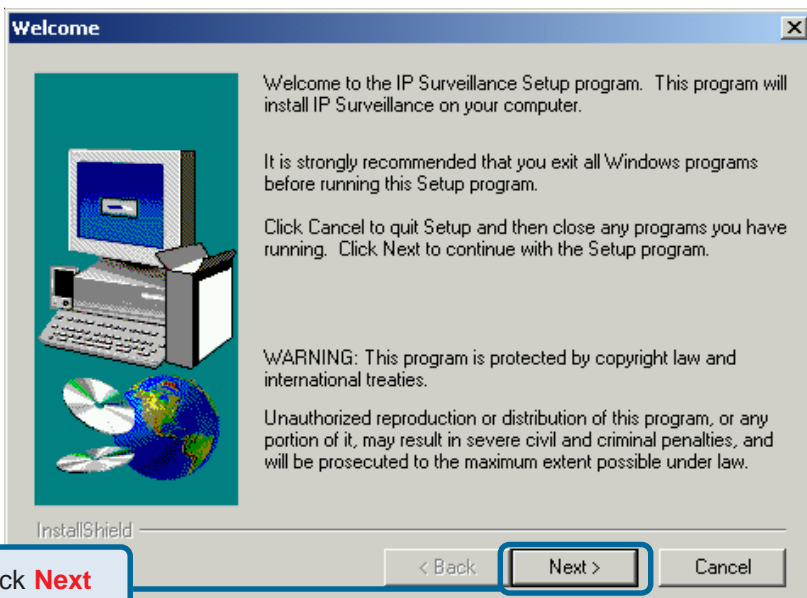 Welcome
Welcome to the IP Surveillance Setup program. This program will
install IP Surveillance on your computer.
It is strongly recommended that you exit all Windows programs
before running this Setup program.
Click Cancel to quit Setup and then close any programs you have
running. Click Next to continue with the Setup program.
WARNING: This program is protected by copyright law and
international treaties.
Unauthorized reproduction or distribution of this program, or any
portion of it, may result in severe civil and criminal penalties, and
will be prosecuted to the maximum extent possible under law.
InstallShield
< Back
Next >
Cancel
ck Next